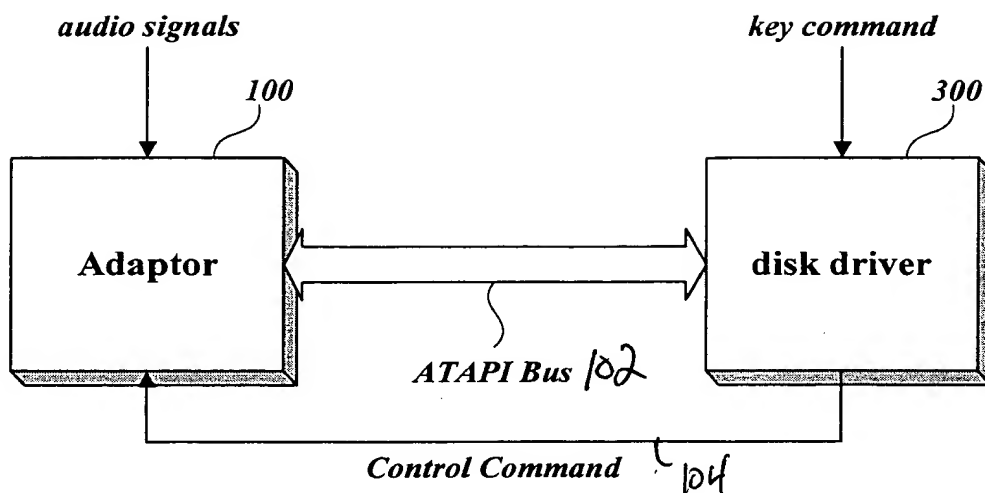 audio signals
key command
100
300
Adaptor
disk driver
ATAPI Bus 102
Control Command
104